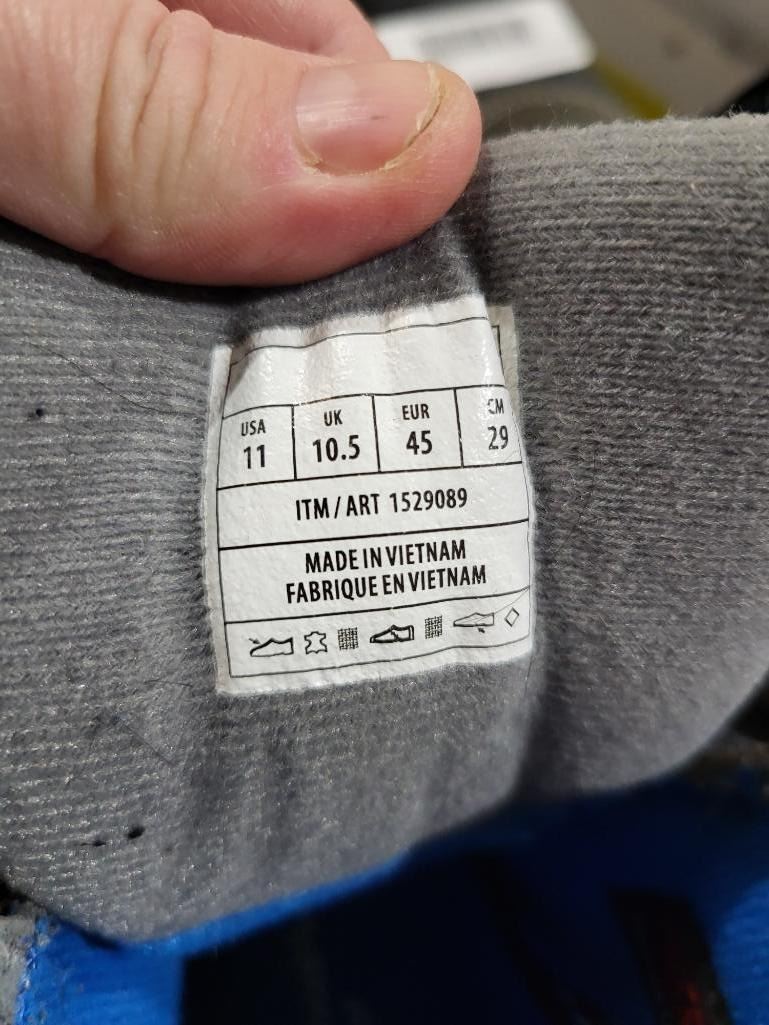 USA UK EUR CM
11 10.5 45 29
ITM / ART 1529089
MADE IN VIETNAM
FABRIQUE EN VIETNAM